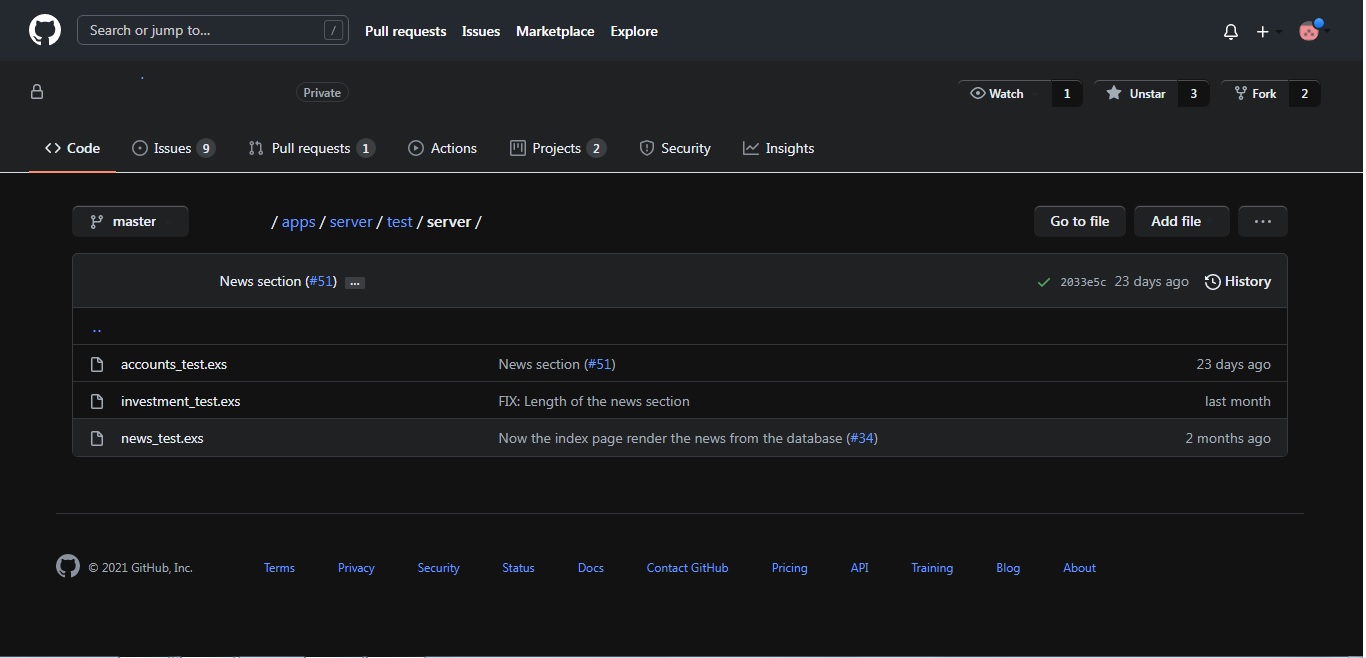 Search or jump to... / Pull requests Issues Marketplace Explore
Private Watch 1 Unstar 3 Fork 2
Code Issues 9 Pull requests 1 Actions Projects 2 Security Insights
master / apps / server / test / server / Go to file Add file ...
News section (#51) ... 2033e5c 23 days ago History
..
accounts_test.exs News section (#51) 23 days ago
investment_test.exs FIX: Length of the news section last month
news_test.exs Now the index page render the news from the database (#34) 2 months ago
© 2021 GitHub, Inc. Terms Privacy Security Status Docs Contact GitHub Pricing API Training Blog About